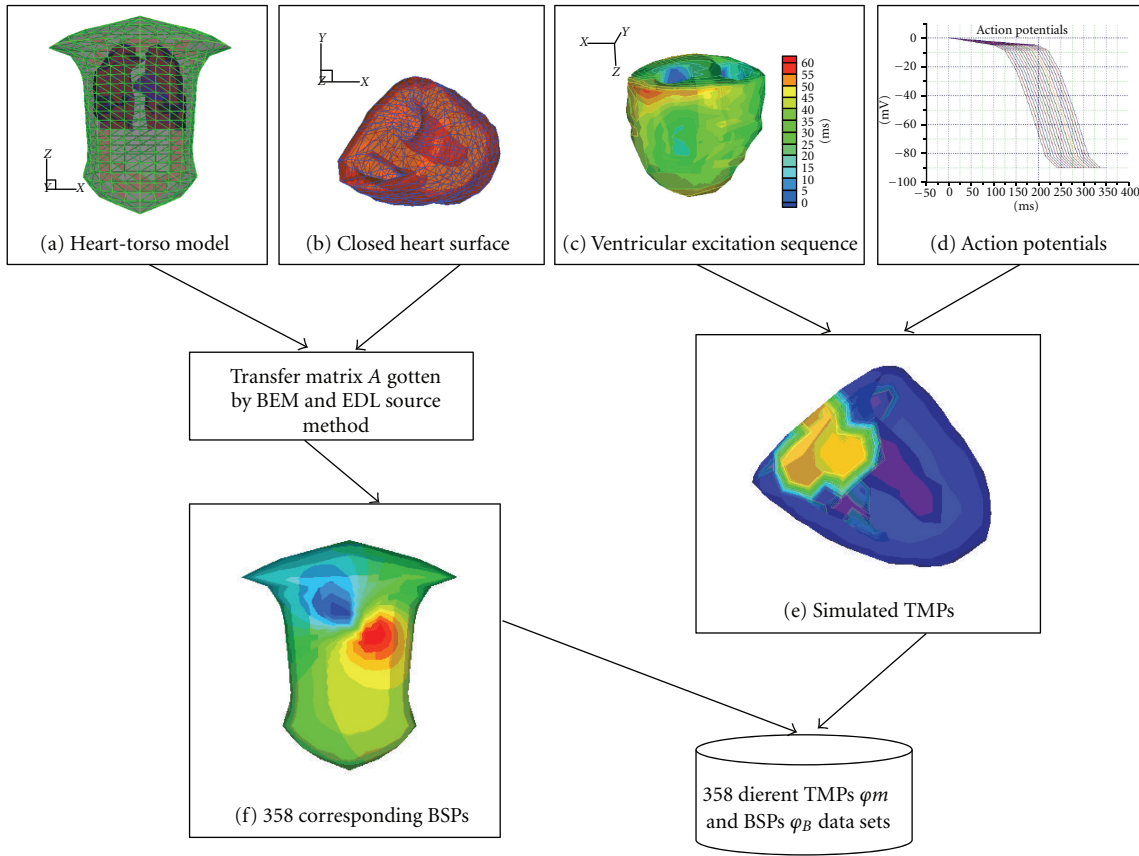 Z
Y
X
(a) Heart-torso model
Y
Z
X
(b) Closed heart surface
X
Y
Z
60
55
50
45
40
35
30
25
20
15
10
5
0
(ms)
(c) Ventricular excitation sequence
Action potentials
0
−20
−40
−60
−80
−100
(mV)
−50 0 50 100 150 200 250 300 350 400
(ms)
(d) Action potentials
Transfer matrix A gotten
by BEM and EDL source
method
(e) Simulated TMPs
(f) 358 corresponding BSPs
358 dierent TMPs φm
and BSPs φB data sets